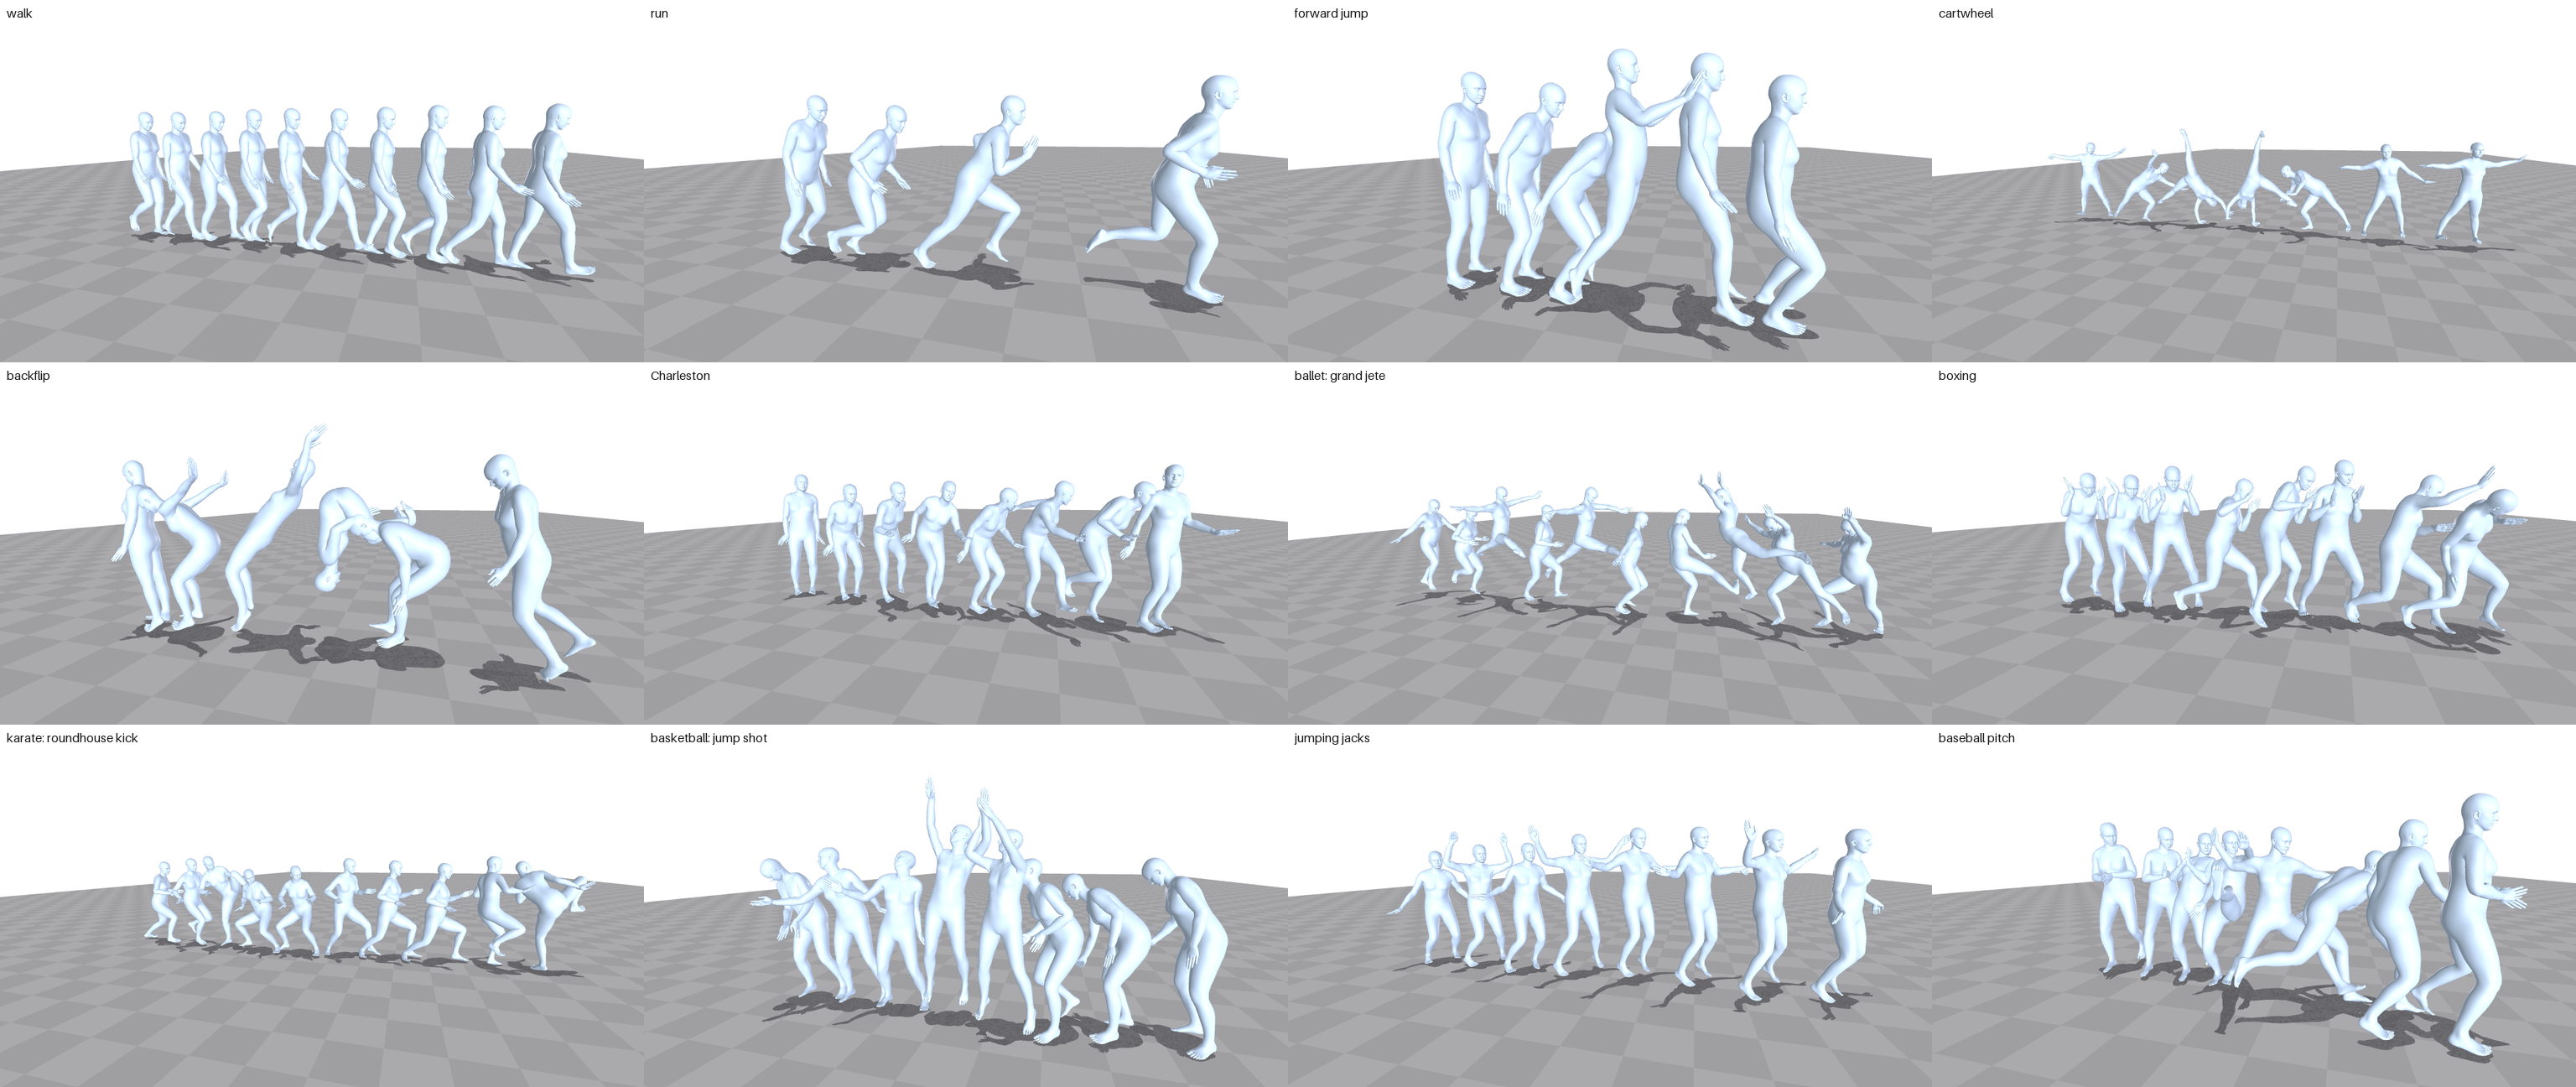 walk
run
forward jump
cartwheel
backflip
Charleston
ballet: grand jete
boxing
karate: roundhouse kick
basketball: jump shot
jumping jacks
baseball pitch